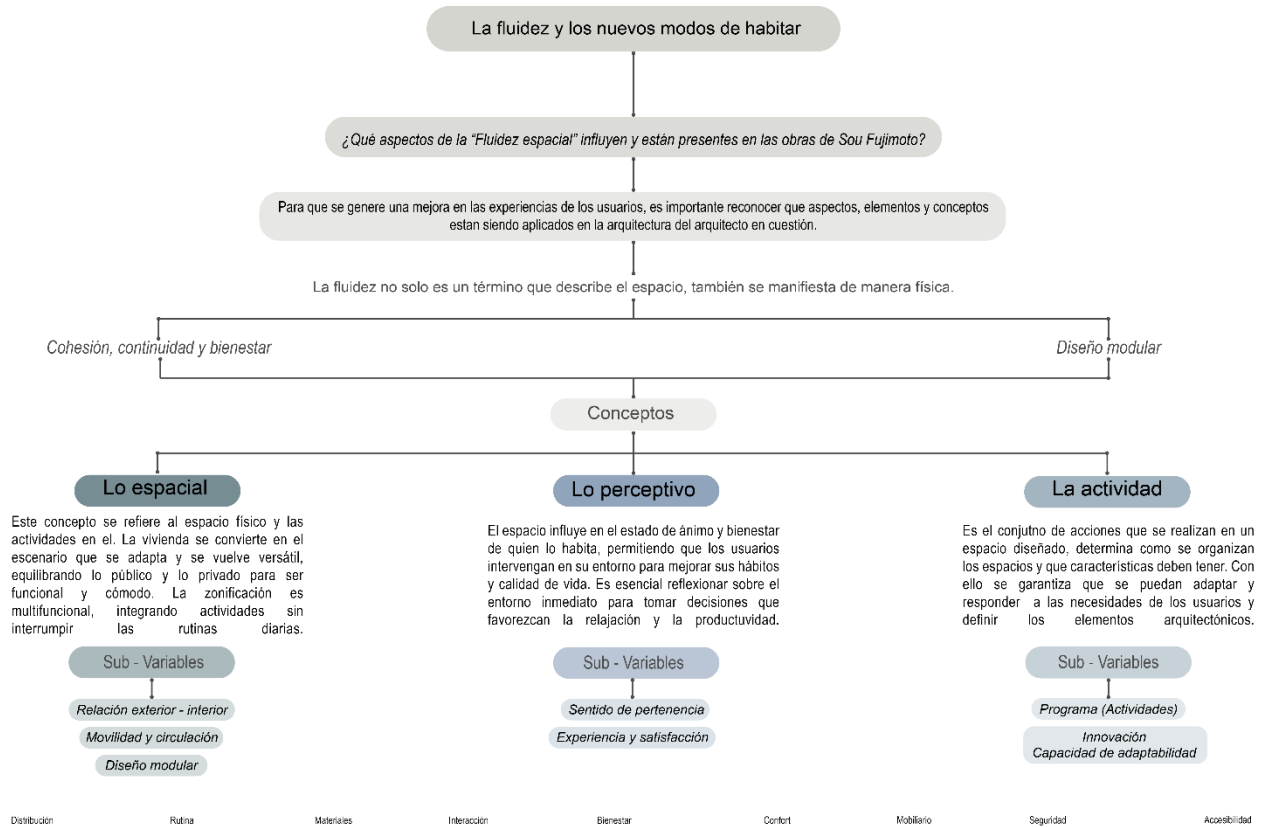 La fluidez y los nuevos modos de habitar
¿Qué aspectos de la “Fluidez espacial” influyen y están presentes en las obras de Sou Fujimoto?
Para que se genere una mejora en las experiencias de los usuarios, es importante reconocer que aspectos, elementos y conceptos
estan siendo aplicados en la arquitectura del arquitecto en cuestión.
La fluidez no solo es un término que describe el espacio, también se manifiesta de manera física.
Cohesión, continuidad y bienestar
Diseño modular
Conceptos
Lo espacial
Este concepto se refiere al espacio físico y las
actividades en el. La vivienda se convierte en el
escenario que se adapta y se vuelve versátil,
equilibrando lo público y lo privado para ser
funcional y cómodo. La zonificación es
multifuncional, integrando actividades sin
interrumpir las rutinas diarias.
Sub - Variables
Relación exterior - interior
Movilidad y circulación
Diseño modular
Lo perceptivo
El espacio influye en el estado de ánimo y bienestar
de quien lo habita, permitiendo que los usuarios
intervengan en su entorno para mejorar sus hábitos
y calidad de vida. Es esencial reflexionar sobre el
entorno inmediato para tomar decisiones que
favorezcan la relajación y la productuvidad.
Sub - Variables
Sentido de pertenencia
Experiencia y satisfacción
La actividad
Es el conjutno de acciones que se realizan en un
espacio diseñado, determina como se organizan
los espacios y que características deben tener. Con
ello se garantiza que se puedan adaptar y
responder a las necesidades de los usuarios y
definir los elementos arquitectónicos.
Sub - Variables
Programa (Actividades)
Innovación
Capacidad de adaptabilidad
Distribución Rutina Materiales Interacción Bienestar Confort Mobiliario Seguridad Accesibilidad